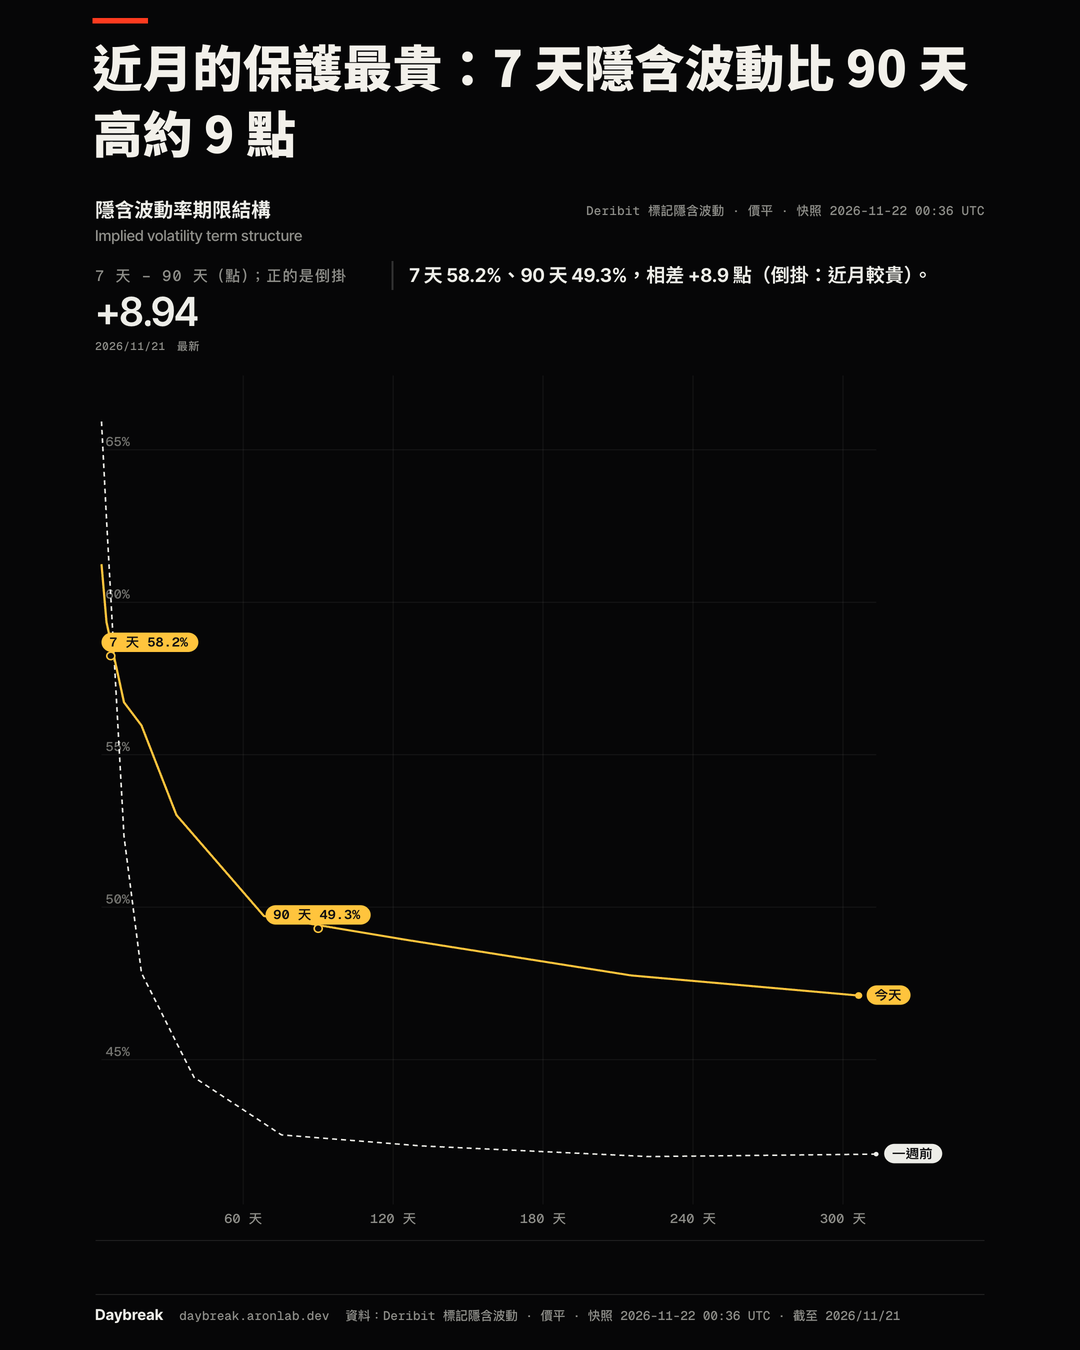 近月的保護最貴：7 天隱含波動比 90 天
高約 9 點
隱含波動率期限結構
Deribit 標記隱含波動 · 價平 · 快照 2026-11-22 00:36 UTC
Implied volatility term structure
7 天 – 90 天（點）；正的是倒掛
7 天 58.2%、90 天 49.3%，相差 +8.9 點（倒掛：近月較貴）。
+8.94
2026/11/21 最新
65%
60%
7 天 58.2%
55%
50%
90 天 49.3%
今天
45%
一週前
60 天
120 天
180 天
240 天
300 天
Daybreak daybreak.aronlab.dev 資料：Deribit 標記隱含波動 · 價平 · 快照 2026-11-22 00:36 UTC · 截至 2026/11/21